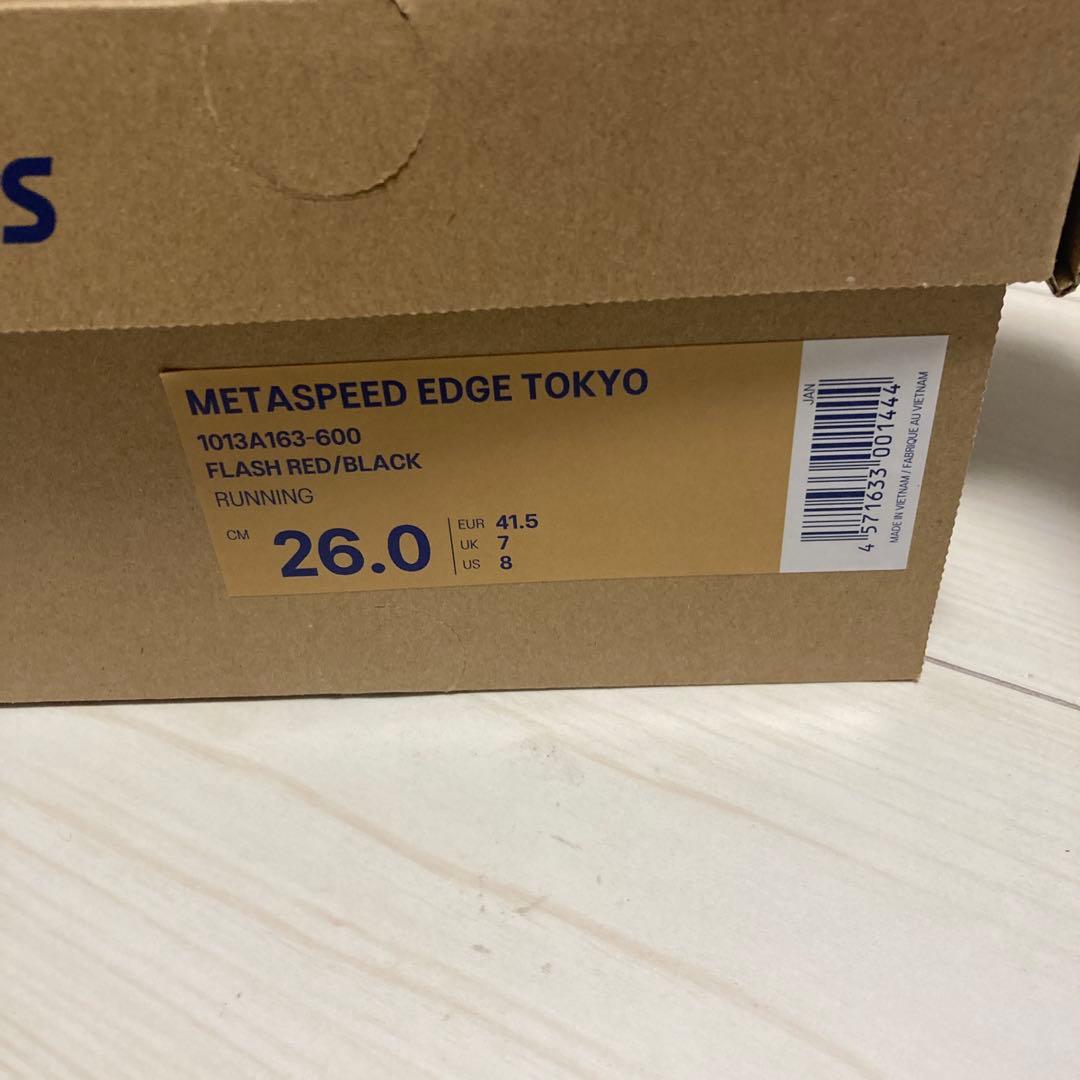 S
METASPEED EDGE TOKYO
1013A163-600
FLASH RED/BLACK
RUNNING
CM 26.0
EUR 41.5
UK 7
US 8
JAN
4 571633 001444
MADE IN VIETNAM / FABRIQUE AU VIETNAM